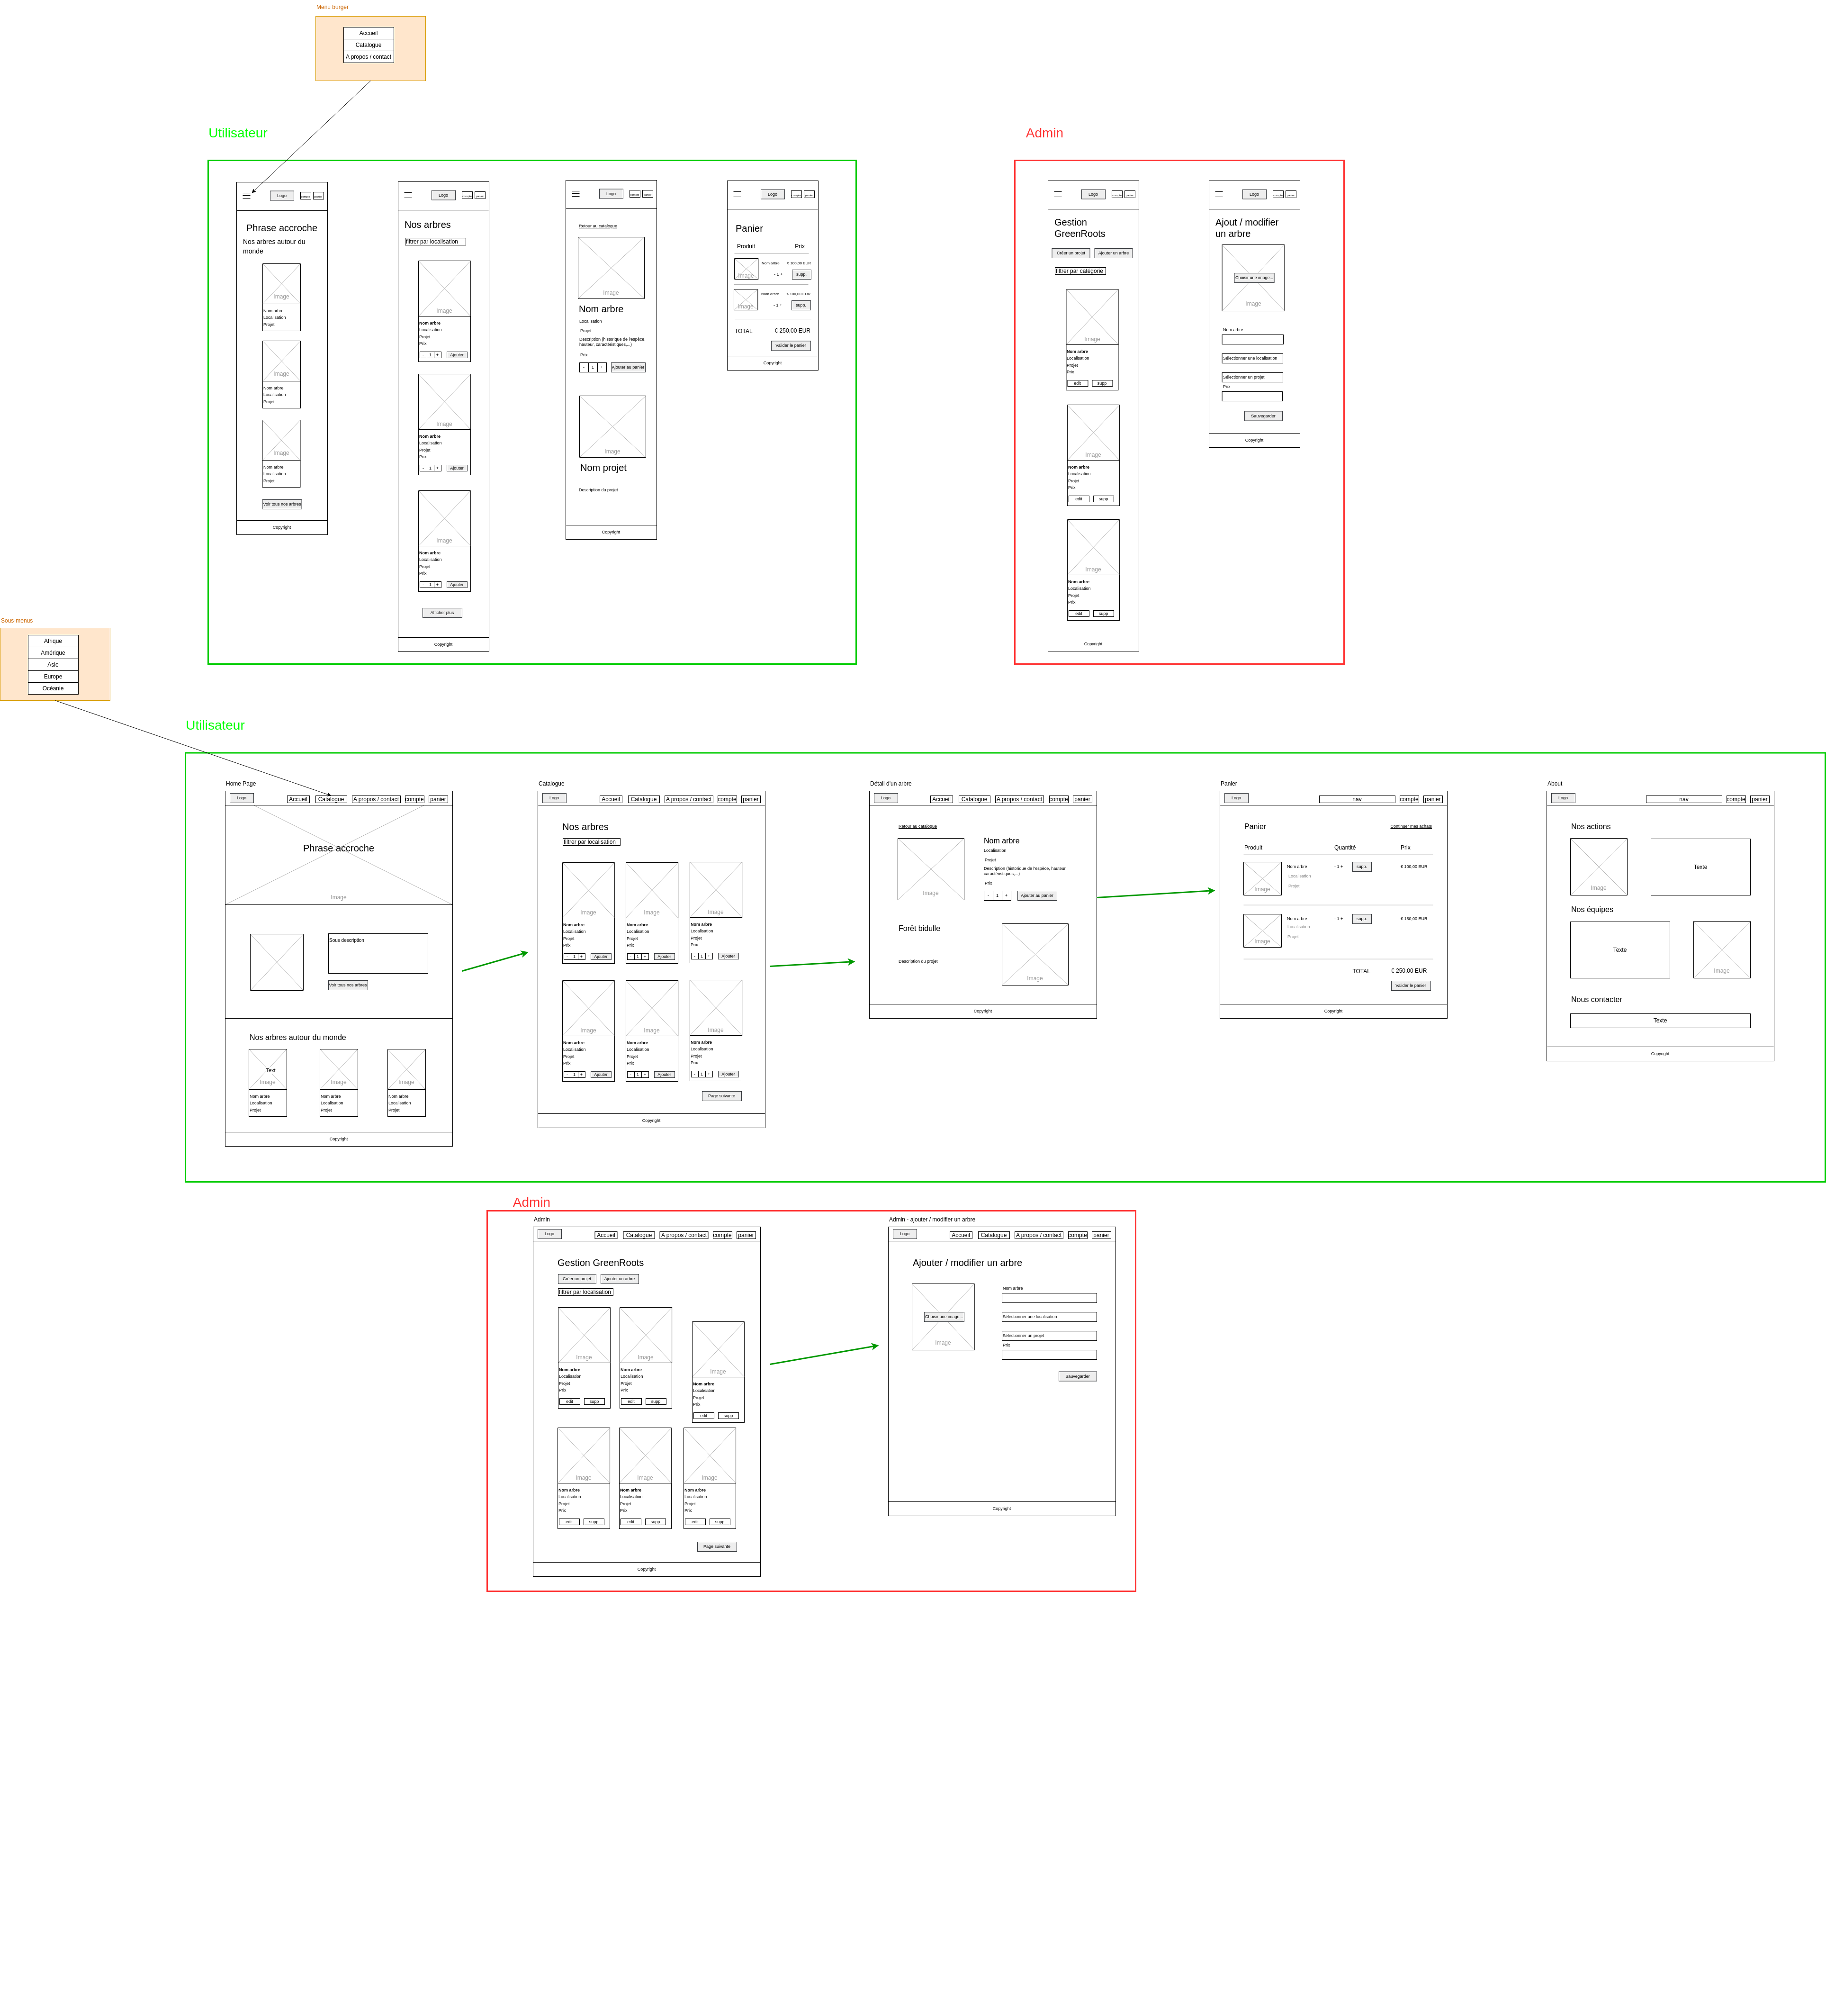 Menu burger
Accueil
Catalogue
A propos / contact
Utilisateur
Logo
compte
panier
Phrase accroche
Nos arbres autour du
monde
Image
Nom arbre
Localisation
Projet
Image
Nom arbre
Localisation
Projet
Image
Nom arbre
Localisation
Projet
Voir tous nos arbres
Copyright
Logo
compte
panier
Nos arbres
filtrer par localisation
Image
Nom arbre
Localisation
Projet
Prix
- 1 +
Ajouter
Image
Nom arbre
Localisation
Projet
Prix
- 1 +
Ajouter
Image
Nom arbre
Localisation
Projet
Prix
- 1 +
Ajouter
Afficher plus
Copyright
Logo
compte
panier
Retour au catalogue
Image
Nom arbre
Localisation
Projet
Description (historique de l'espèce,
hauteur, caractéristiques,...)
Prix
- 1 +
Ajouter au panier
Image
Nom projet
Description du projet
Copyright
Logo
compte
panier
Panier
Produit Prix
Image
Nom arbre € 100,00 EUR
- 1 + supp.
Image
Nom arbre € 100,00 EUR
- 1 + supp.
TOTAL € 250,00 EUR
Valider le panier
Copyright
Admin
Logo
compte
panier
Gestion
GreenRoots
Créer un projet
Ajouter un arbre
filtrer par catégorie
Image
Nom arbre
Localisation
Projet
Prix
edit supp
Image
Nom arbre
Localisation
Projet
Prix
edit supp
Image
Nom arbre
Localisation
Projet
Prix
edit supp
Copyright
Logo
compte
panier
Ajout / modifier
un arbre
Choisir une image...
Image
Nom arbre
Sélectionner une localisation
Sélectionner un projet
Prix
Sauvegarder
Copyright
Sous-menus
Afrique
Amérique
Asie
Europe
Océanie
Utilisateur
Home Page
Logo
Accueil
Catalogue
A propos / contact
compte
panier
Phrase accroche
Image
Sous description
Voir tous nos arbres
Nos arbres autour du monde
Text
Image
Nom arbre
Localisation
Projet
Image
Nom arbre
Localisation
Projet
Image
Nom arbre
Localisation
Projet
Copyright
Catalogue
Logo
Accueil
Catalogue
A propos / contact
compte
panier
Nos arbres
filtrer par localisation
Image
Nom arbre
Localisation
Projet
Prix
- 1 +
Ajouter
Image
Nom arbre
Localisation
Projet
Prix
- 1 +
Ajouter
Image
Nom arbre
Localisation
Projet
Prix
- 1 +
Ajouter
Image
Nom arbre
Localisation
Projet
Prix
- 1 +
Ajouter
Image
Nom arbre
Localisation
Projet
Prix
- 1 +
Ajouter
Image
Nom arbre
Localisation
Projet
Prix
- 1 +
Ajouter
Page suivante
Copyright
Détail d'un arbre
Logo
Accueil
Catalogue
A propos / contact
compte
panier
Retour au catalogue
Image
Nom arbre
Localisation
Projet
Description (historique de l'espèce, hauteur,
caractéristiques,...)
Prix
- 1 +
Ajouter au panier
Forêt bidulle
Description du projet
Image
Copyright
Panier
Logo
nav
compte
panier
Panier
Continuer mes achats
Produit Quantité Prix
Image
Nom arbre - 1 + supp. € 100,00 EUR
Localisation
Projet
Image
Nom arbre - 1 + supp. € 150,00 EUR
Localisation
Projet
TOTAL € 250,00 EUR
Valider le panier
Copyright
About
Logo
nav
compte
panier
Nos actions
Image
Texte
Nos équipes
Texte
Image
Nous contacter
Texte
Copyright
Admin
Admin
Logo
Accueil
Catalogue
A propos / contact
compte
panier
Gestion GreenRoots
Créer un projet
Ajouter un arbre
filtrer par localisation
Image
Nom arbre
Localisation
Projet
Prix
edit supp
Image
Nom arbre
Localisation
Projet
Prix
edit supp.
Image
Nom arbre
Localisation
Projet
Prix
edit supp
Image
Nom arbre
Localisation
Projet
Prix
edit supp
Image
Nom arbre
Localisation
Projet
Prix
edit supp
Image
Nom arbre
Localisation
Projet
Prix
edit supp
Page suivante
Copyright
Admin - ajouter / modifier un arbre
Logo
Accueil
Catalogue
A propos / contact
compte
panier
Ajouter / modifier un arbre
Choisir une image...
Image
Nom arbre
Sélectionner une localisation
Sélectionner un projet
Prix
Sauvegarder
Copyright